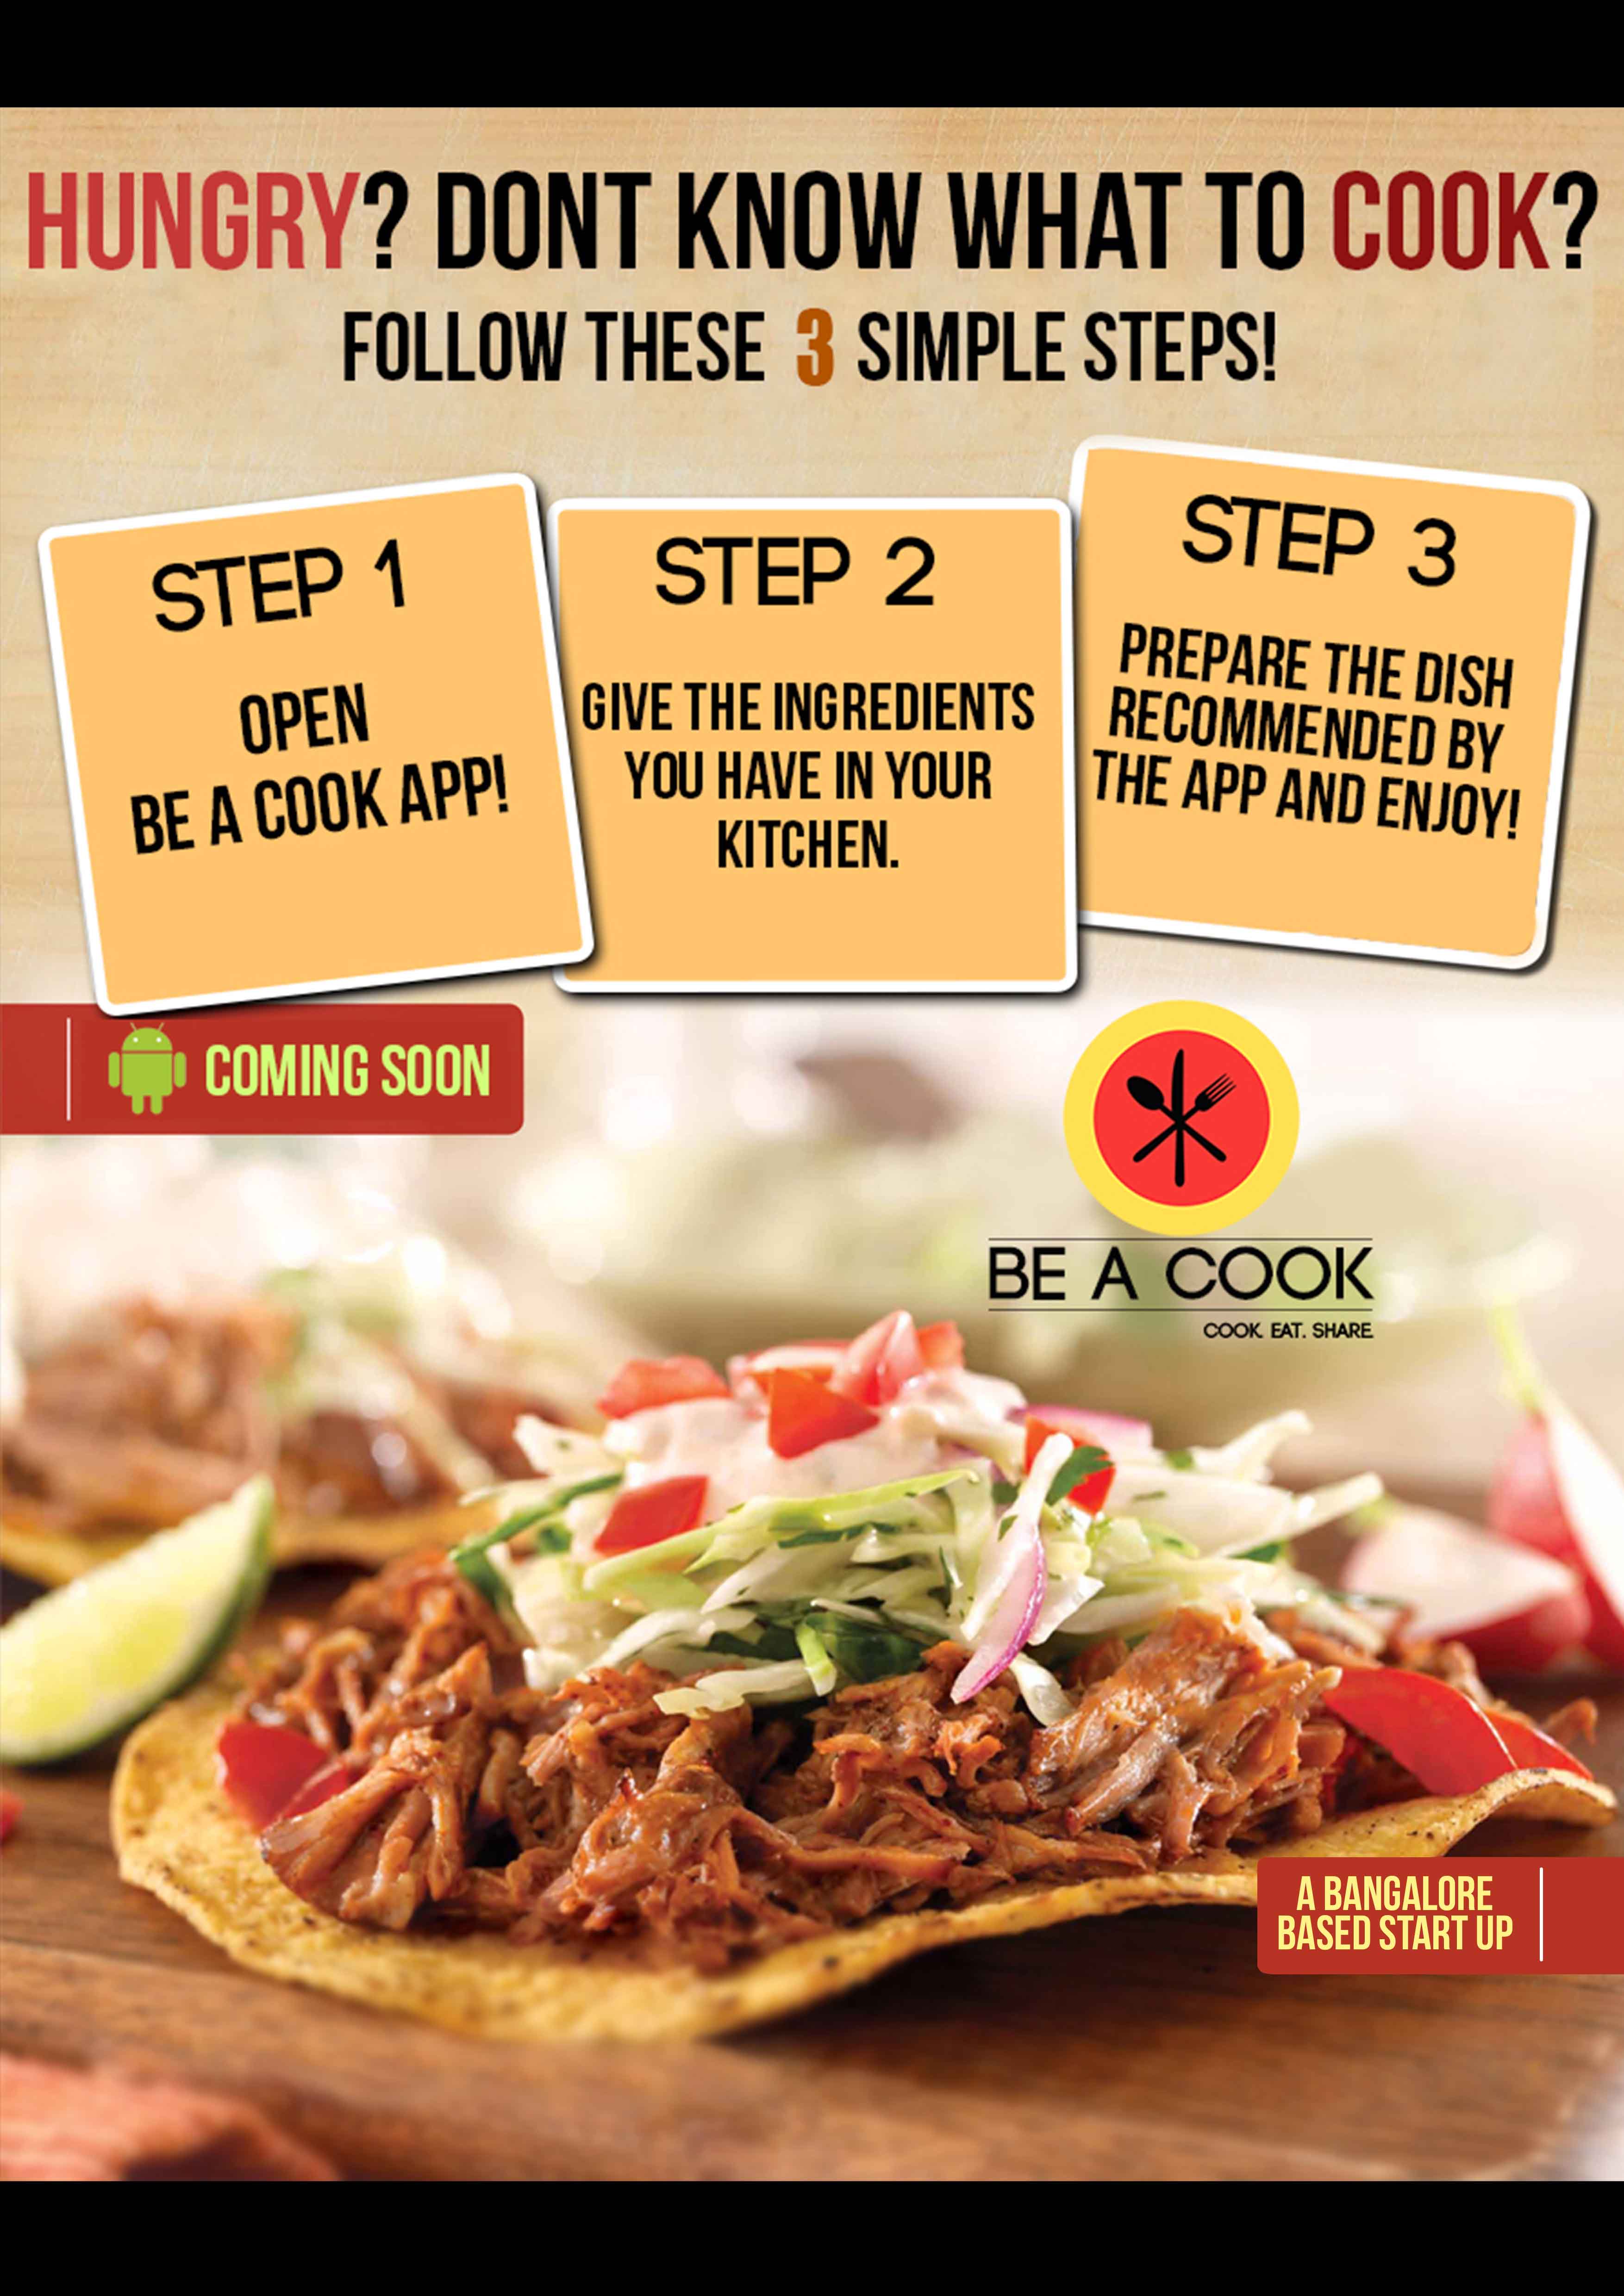 HUNGRY? DONT KNOW WHAT TO COOK?
FOLLOW THESE 3 SIMPLE STEPS!
STEP 1
OPEN
BE A COOK APP!
STEP 2
GIVE THE INGREDIENTS
YOU HAVE IN YOUR
KITCHEN.
STEP 3
PREPARE THE DISH
RECOMMENDED BY
THE APP AND ENJOY!
COMING SOON
BE A COOK
COOK. EAT. SHARE.
A BANGALORE
BASED START UP